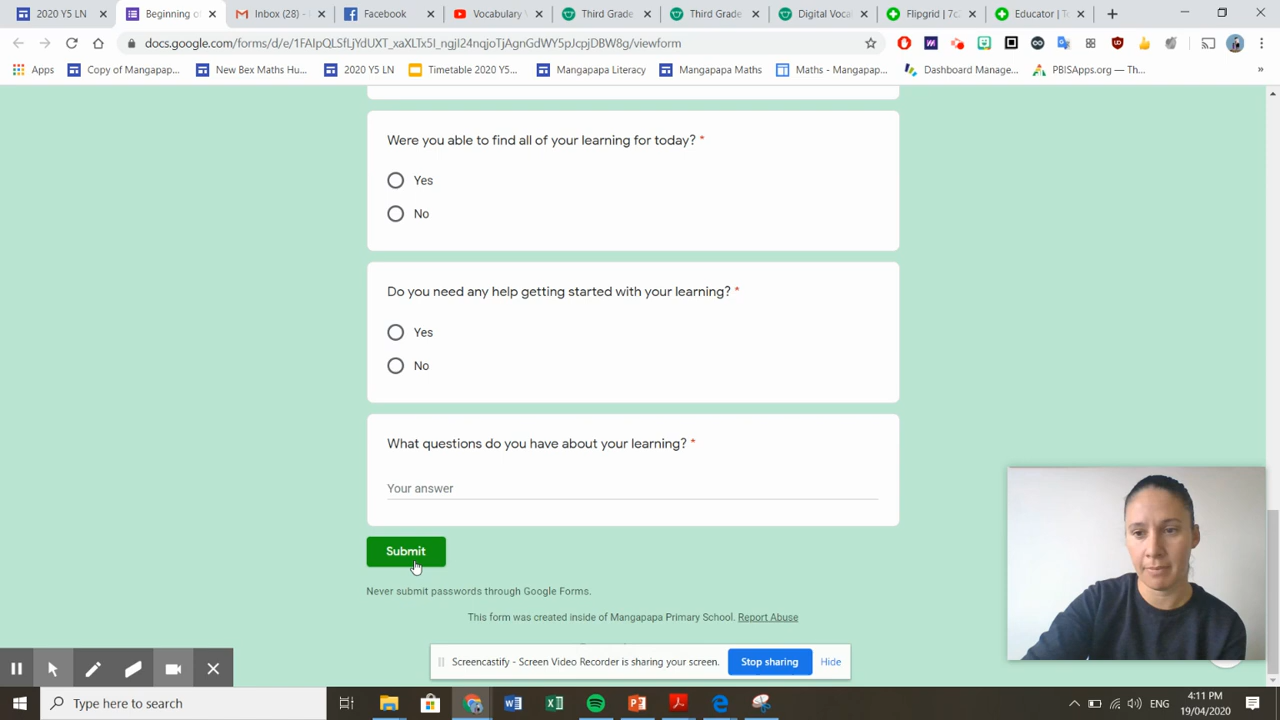 2020 Y5 LN
Beginning o
Inbox (28) -
Facebook
Vocabulary
Third Grade
Third Grade
Digital Voca
Flipgrid | 7c
Educator | T
docs.google.com/forms/d/e/1FAIpQLSfLjYdUXT_xaXLTx5I_ngjI24nqjoTjAgnGdWY5pJcpjDBW8g/viewform
Apps
Copy of Mangapap...
New Bex Maths Hu...
2020 Y5 LN
Timetable 2020 Y5...
Mangapapa Literacy
Mangapapa Maths
Maths - Mangapap...
Dashboard Manage...
PBISApps.org — Th...
»
Were you able to find all of your learning for today? *
Yes
No
Do you need any help getting started with your learning? *
Yes
No
What questions do you have about your learning? *
Your answer
Submit
Never submit passwords through Google Forms.
This form was created inside of Mangapapa Primary School. Report Abuse
Screencastify - Screen Video Recorder is sharing your screen.
Stop sharing
Hide
Type here to search
ENG
4:11 PM
19/04/2020